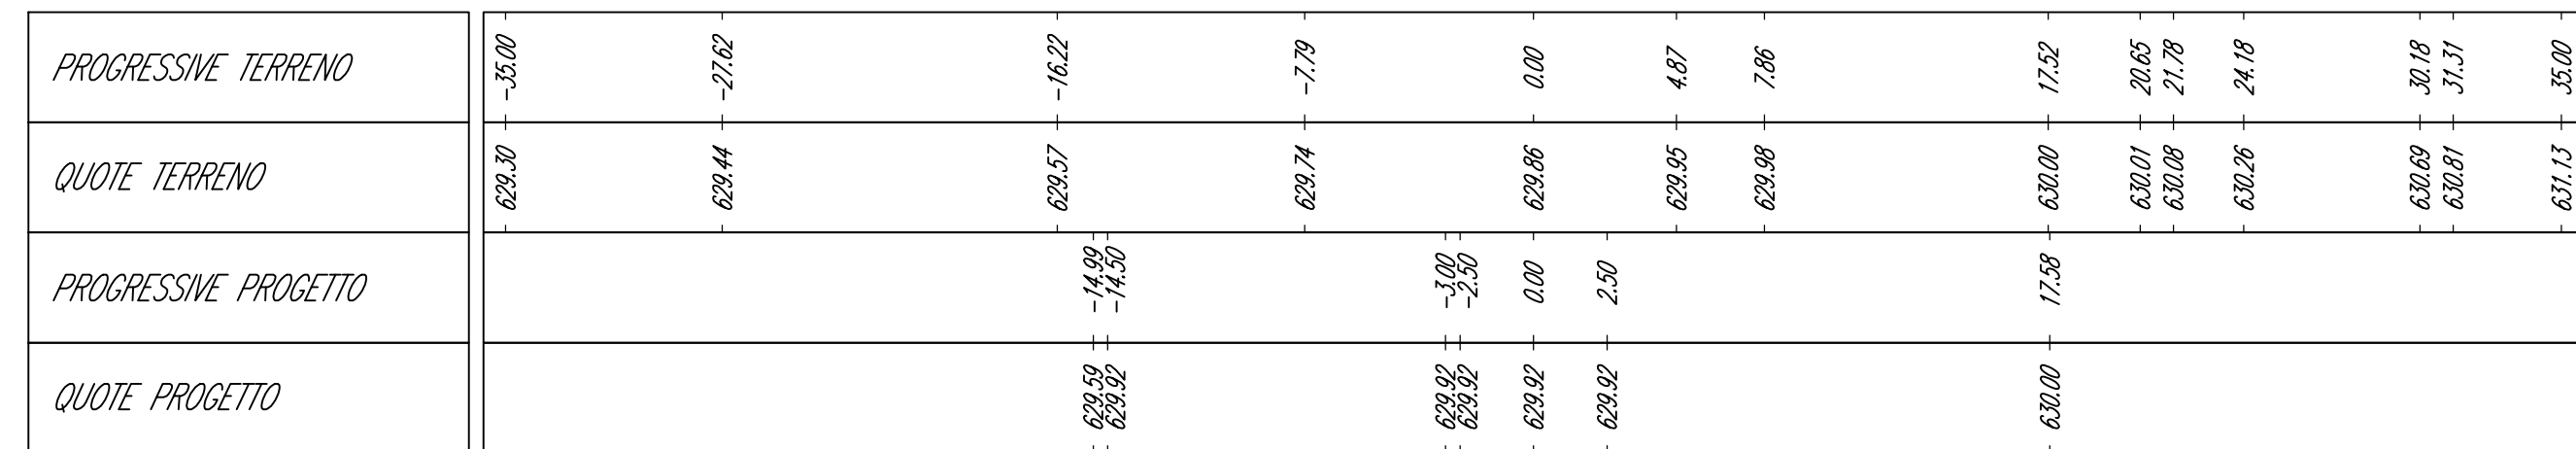 PROGRESSIVE TERRENO -35.00 -27.62 -16.22 -7.79 0.00 4.87 7.86 17.52 20.65 21.78 24.18 30.18 31.31 35.00
QUOTE TERRENO 629.30 629.44 629.57 629.74 629.86 629.95 629.98 630.00 630.01 630.08 630.26 630.69 630.81 631.13
PROGRESSIVE PROGETTO -14.99 -14.50 -3.00 -2.50 0.00 2.50 17.58
QUOTE PROGETTO 629.59 629.92 629.92 629.92 629.92 629.92 630.00